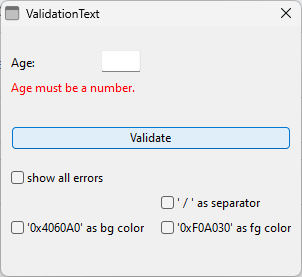 ValidationText
Age:
Age must be a number.
Validate
show all errors
' / ' as separator
'0x4060A0' as bg color
'0xF0A030' as fg color